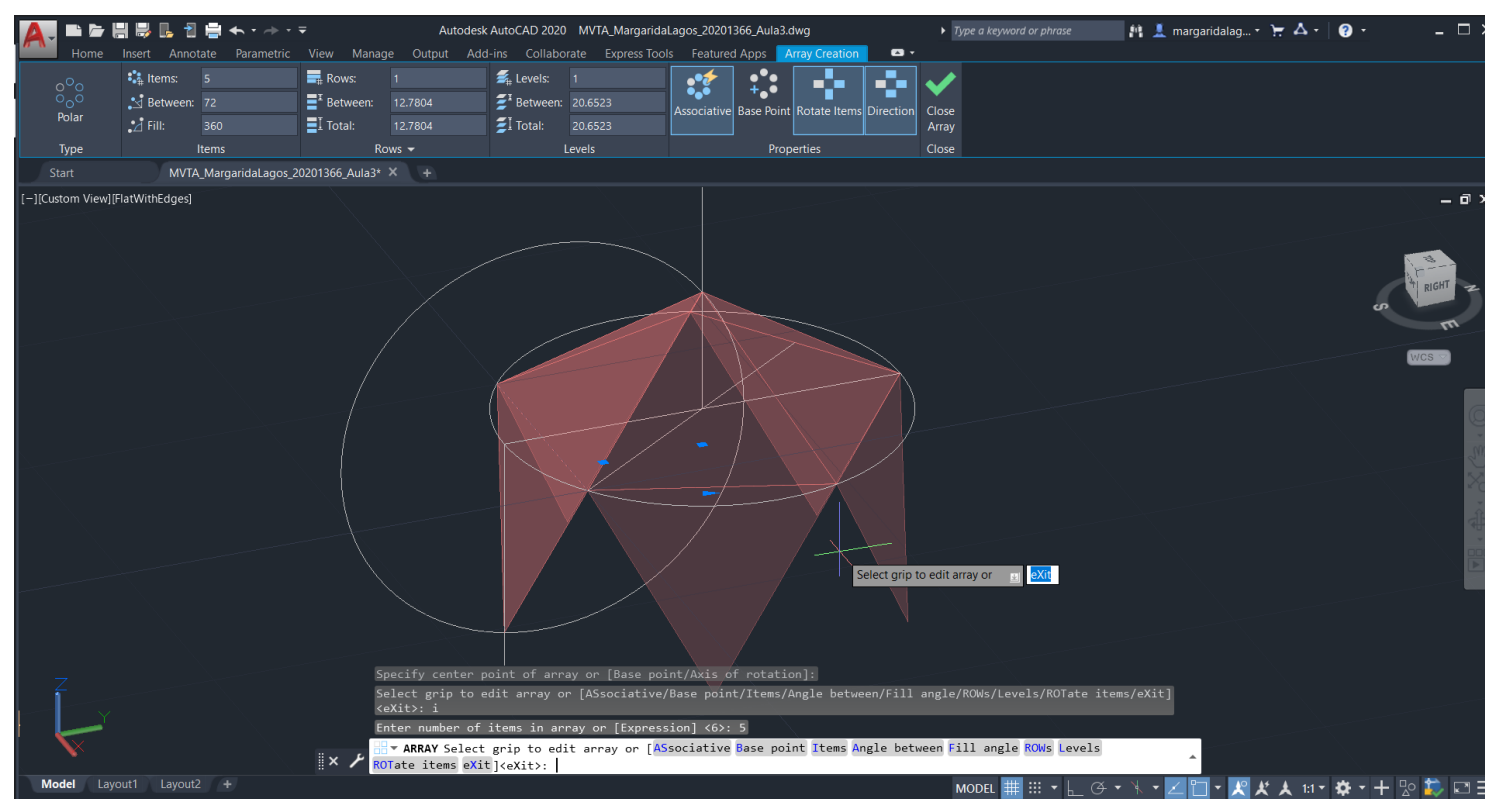 Autodesk AutoCAD 2020 MVTA_MargaridaLagos_20201366_Aula3.dwg
Type a keyword or phrase
margaridalag...
Home Insert Annotate Parametric View Manage Output Add-ins Collaborate Express Tools Featured Apps Array Creation
Items: 5 Rows: 1 Levels: 1
Between: 72 Between: 12.7804 Between: 20.6523
Fill: 360 Total: 12.7804 Total: 20.6523
Polar Associative Base Point Rotate Items Direction Close Array
Type Items Rows Levels Properties Close
Start MVTA_MargaridaLagos_20201366_Aula3*
[−][Custom View][FlatWithEdges]
RIGHT
S
E
N
WCS
Select grip to edit array or eXit
Specify center point of array or [Base point/Axis of rotation]:
Select grip to edit array or [ASsociative/Base point/Items/Angle between/Fill angle/ROWs/Levels/ROTate items/eXit]
<eXit>: i
Enter number of items in array or [Expression] <6>: 5
ARRAY Select grip to edit array or [ASsociative Base point Items Angle between Fill angle ROWs Levels
ROTate items eXit]<eXit>:
Z
Y
X
Model Layout1 Layout2
MODEL 1:1